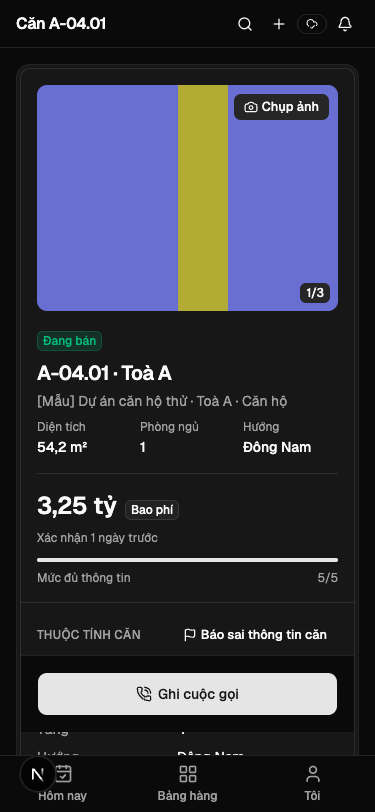 Căn A-04.01
Chụp ảnh
1/3
Đang bán
A-04.01 · Toà A
[Mẫu] Dự án căn hộ thử · Toà A · Căn hộ
Diện tích Phòng ngủ Hướng
54,2 m² 1 Đông Nam
3,25 tỷ Bao phí
Xác nhận 1 ngày trước
Mức đủ thông tin 5/5
THUỘC TÍNH CĂN Báo sai thông tin căn
Ghi cuộc gọi
N
Hôm nay Bảng hàng Tôi